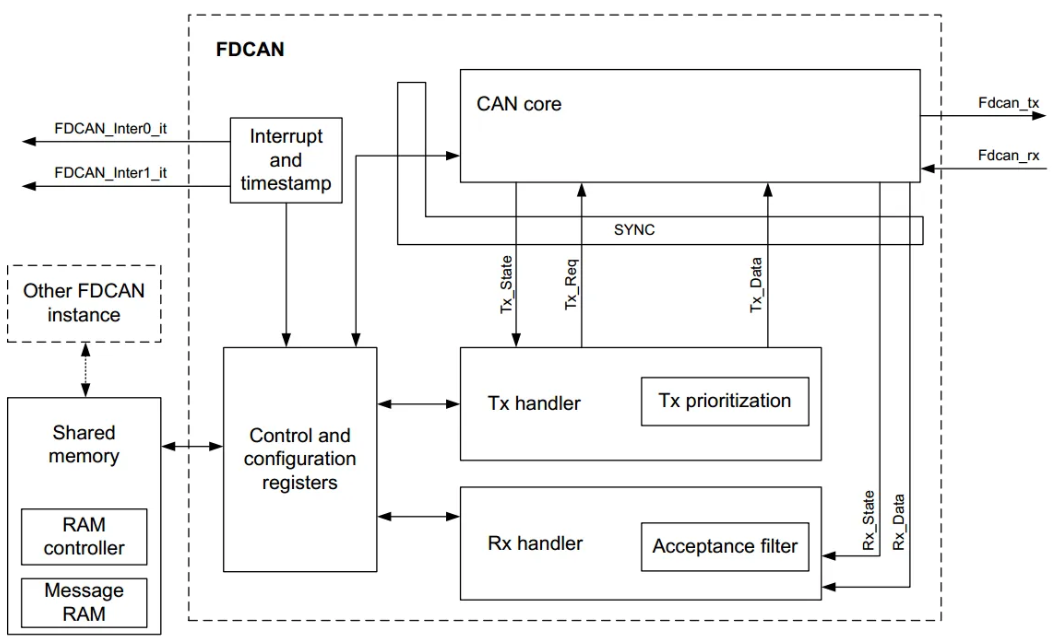 FDCAN
CAN core
Fdcan_tx
Fdcan_rx
FDCAN_Inter0_it
FDCAN_Inter1_it
Interrupt
and
timestamp
SYNC
Tx_State
Tx_Req
Tx_Data
Other FDCAN
instance
Shared
memory
RAM
controller
Message
RAM
Control and
configuration
registers
Tx handler
Tx prioritization
Rx handler
Acceptance filter
Rx_State
Rx_Data